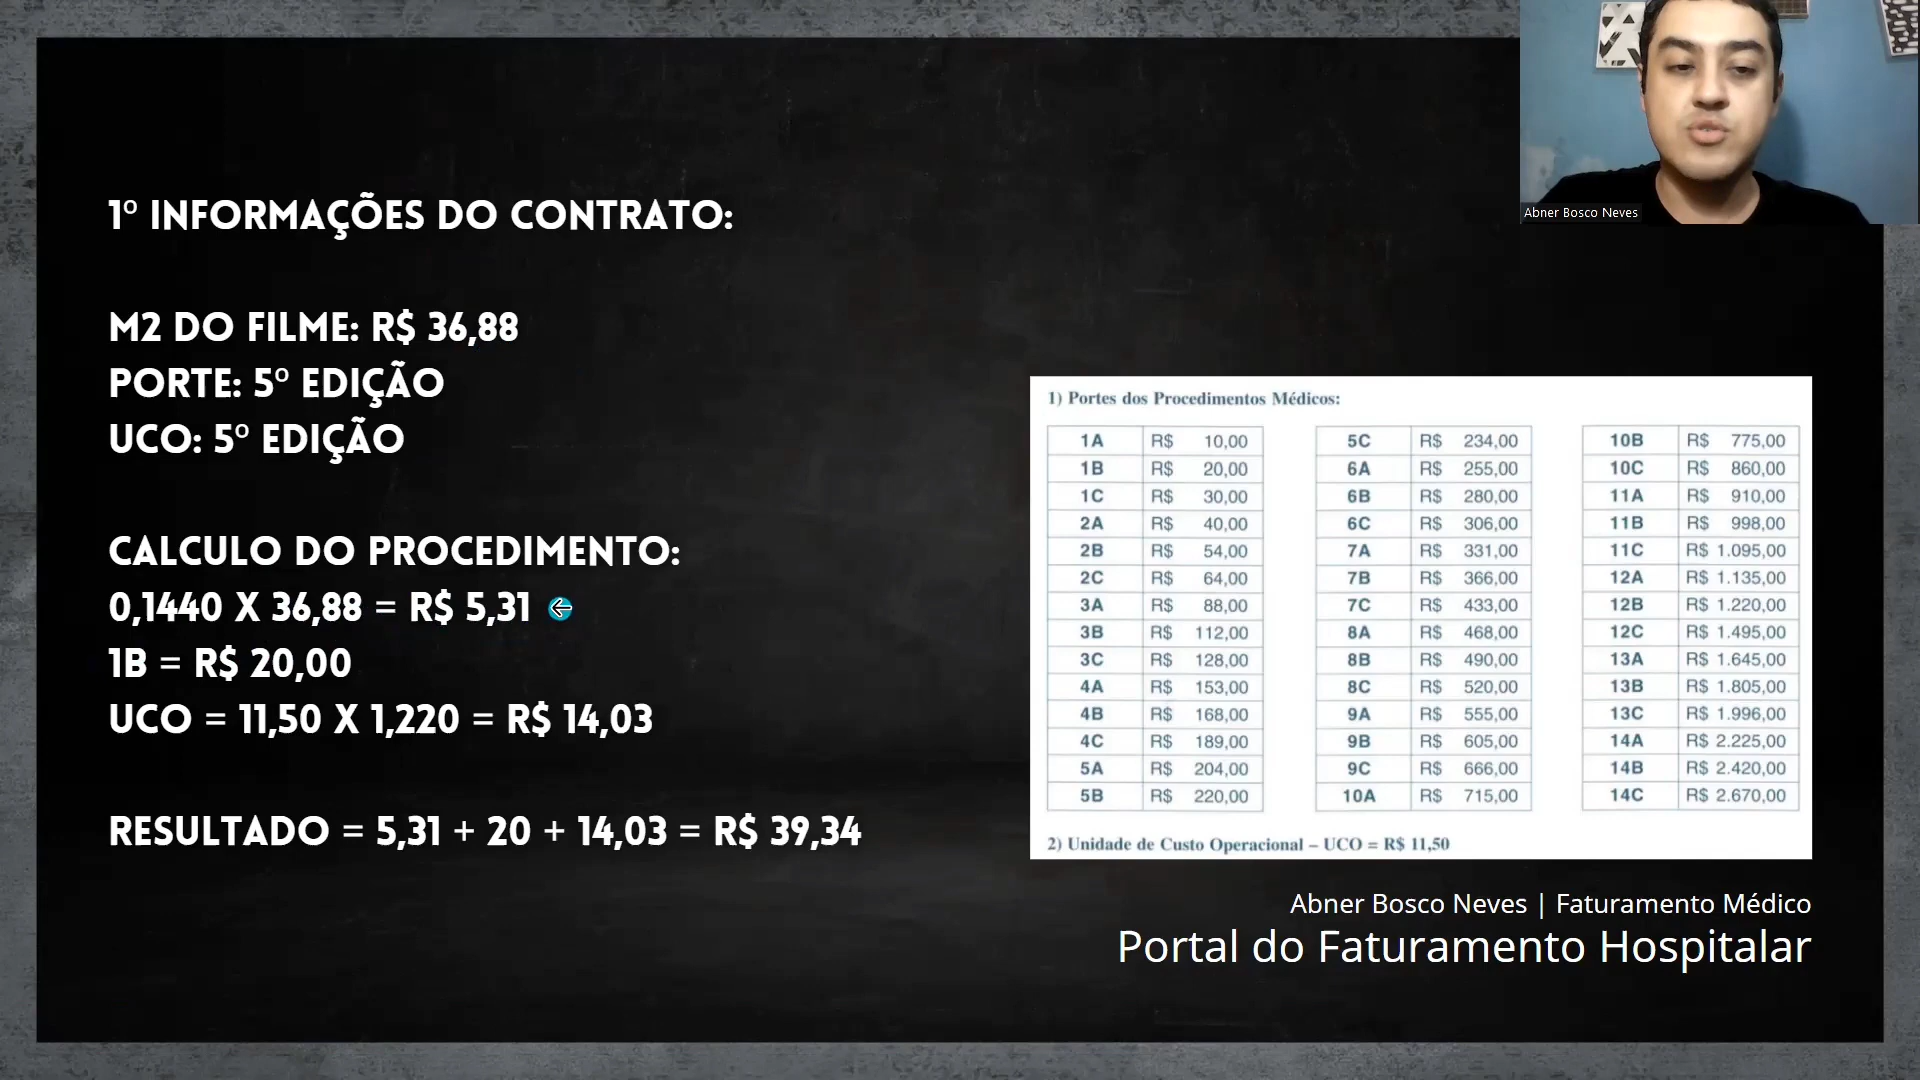 1º INFORMAÇÕES DO CONTRATO:
M2 DO FILME: R$ 36,88
PORTE: 5º EDIÇÃO
UCO: 5º EDIÇÃO
CALCULO DO PROCEDIMENTO:
0,1440 X 36,88 = R$ 5,31
1B = R$ 20,00
UCO = 11,50 X 1,220 = R$ 14,03
RESULTADO = 5,31 + 20 + 14,03 = R$ 39,34
Abner Bosco Neves
1) Portes dos Procedimentos Médicos:
1A R$ 10,00 5C R$ 234,00 10B R$ 775,00
1B R$ 20,00 6A R$ 255,00 10C R$ 860,00
1C R$ 30,00 6B R$ 280,00 11A R$ 910,00
2A R$ 40,00 6C R$ 306,00 11B R$ 998,00
2B R$ 54,00 7A R$ 331,00 11C R$ 1.095,00
2C R$ 64,00 7B R$ 366,00 12A R$ 1.135,00
3A R$ 88,00 7C R$ 433,00 12B R$ 1.220,00
3B R$ 112,00 8A R$ 468,00 12C R$ 1.495,00
3C R$ 128,00 8B R$ 490,00 13A R$ 1.645,00
4A R$ 153,00 8C R$ 520,00 13B R$ 1.805,00
4B R$ 168,00 9A R$ 555,00 13C R$ 1.996,00
4C R$ 189,00 9B R$ 605,00 14A R$ 2.225,00
5A R$ 204,00 9C R$ 666,00 14B R$ 2.420,00
5B R$ 220,00 10A R$ 715,00 14C R$ 2.670,00
2) Unidade de Custo Operacional – UCO = R$ 11,50
Abner Bosco Neves | Faturamento Médico
Portal do Faturamento Hospitalar